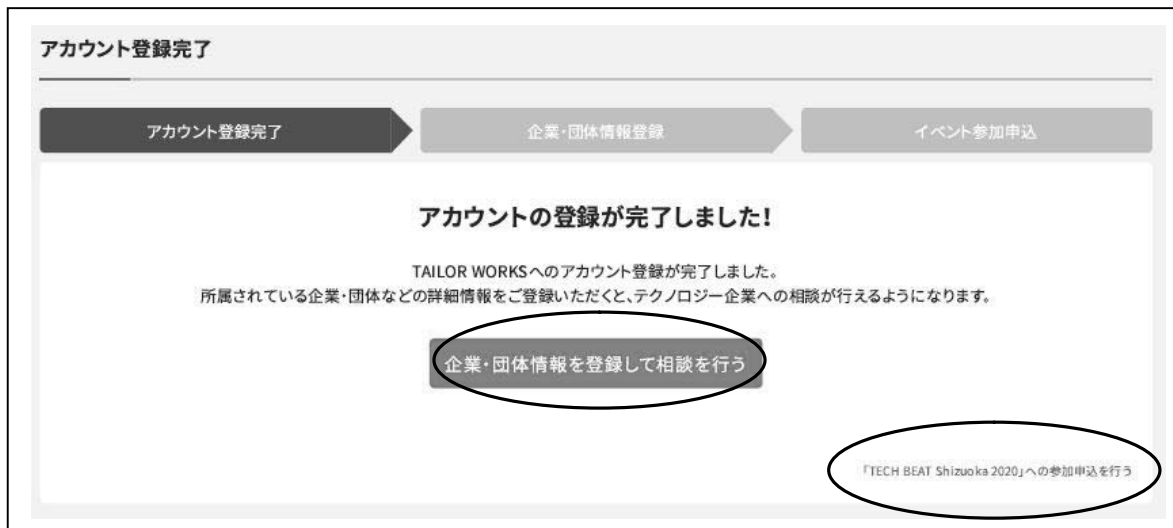 アカウント登録完了
アカウント登録完了
企業・団体情報登録
イベント参加申込
アカウントの登録が完了しました!
TAILOR WORKSへのアカウント登録が完了しました。
所属されている企業・団体などの詳細情報をご登録いただくと、テクノロジー企業への相談が行えるようになります。
企業・団体情報を登録して相談を行う
「TECH BEAT Shizuoka 2020」への参加申込を行う